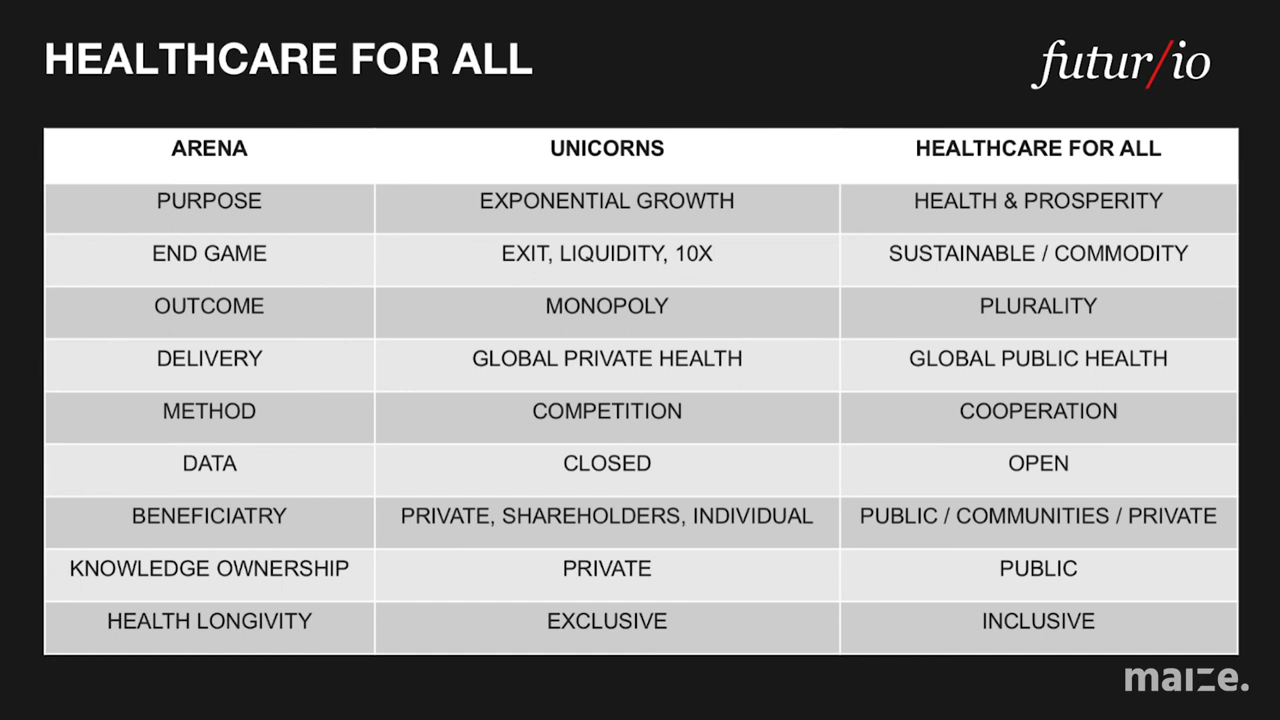 HEALTHCARE FOR ALL
futur/io
ARENA UNICORNS HEALTHCARE FOR ALL
PURPOSE EXPONENTIAL GROWTH HEALTH & PROSPERITY
END GAME EXIT, LIQUIDITY, 10X SUSTAINABLE / COMMODITY
OUTCOME MONOPOLY PLURALITY
DELIVERY GLOBAL PRIVATE HEALTH GLOBAL PUBLIC HEALTH
METHOD COMPETITION COOPERATION
DATA CLOSED OPEN
BENEFICIATRY PRIVATE, SHAREHOLDERS, INDIVIDUAL PUBLIC / COMMUNITIES / PRIVATE
KNOWLEDGE OWNERSHIP PRIVATE PUBLIC
HEALTH LONGIVITY EXCLUSIVE INCLUSIVE
maize.